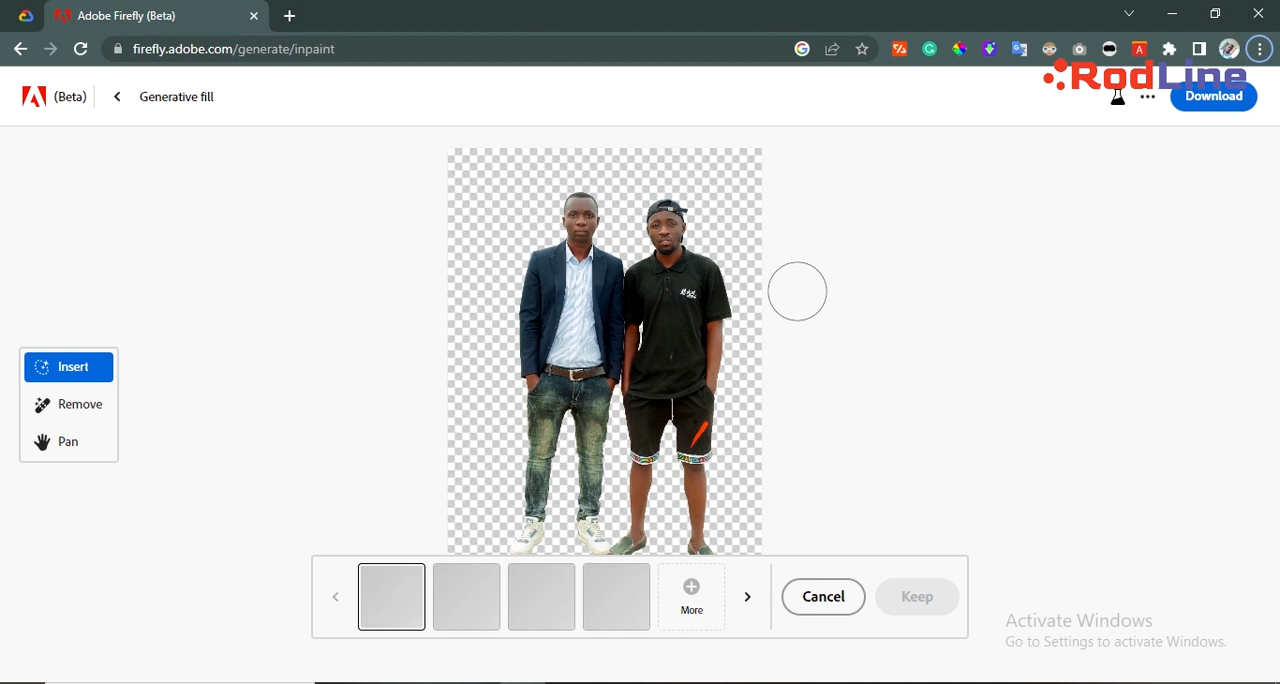 Adobe Firefly (Beta)
firefly.adobe.com/generate/inpaint
RodLine
(Beta)
Generative fill
Download
Insert
Remove
Pan
More
Cancel
Keep
Activate Windows
Go to Settings to activate Windows.